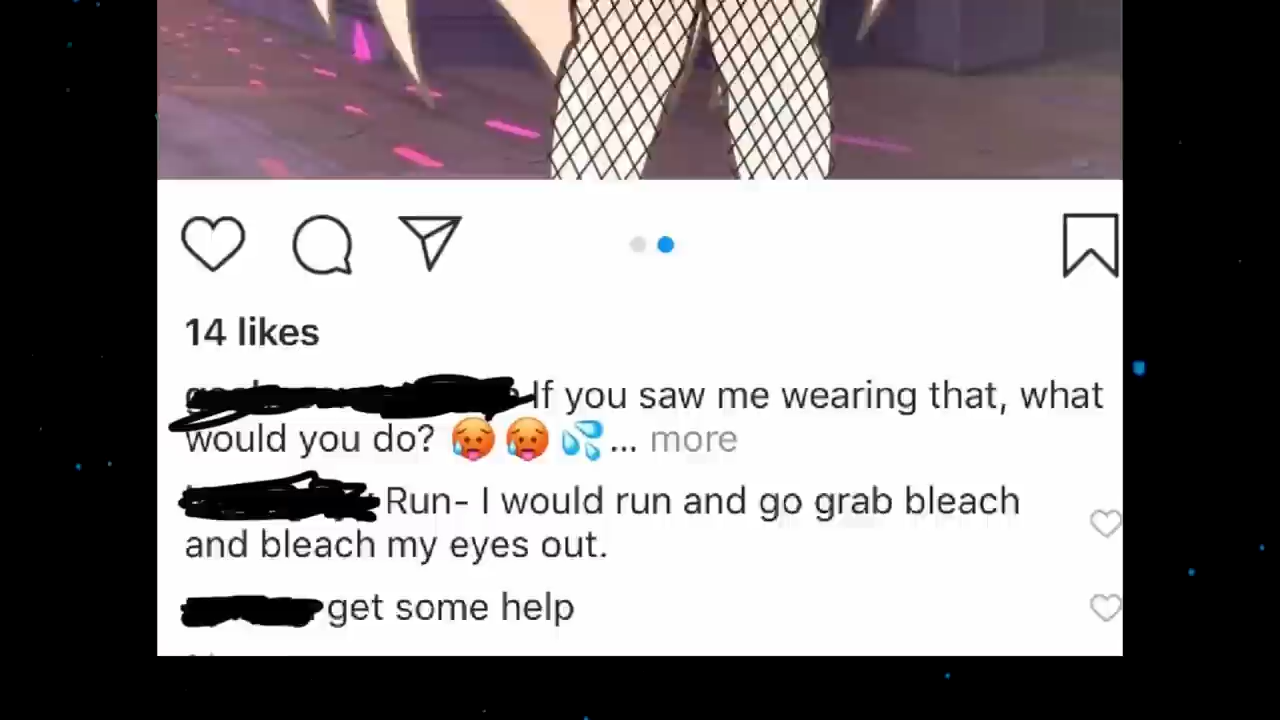 14 likes
If you saw me wearing that, what
would you do? 🥵 🥵 💦 ... more
Run- I would run and go grab bleach
and bleach my eyes out.
get some help